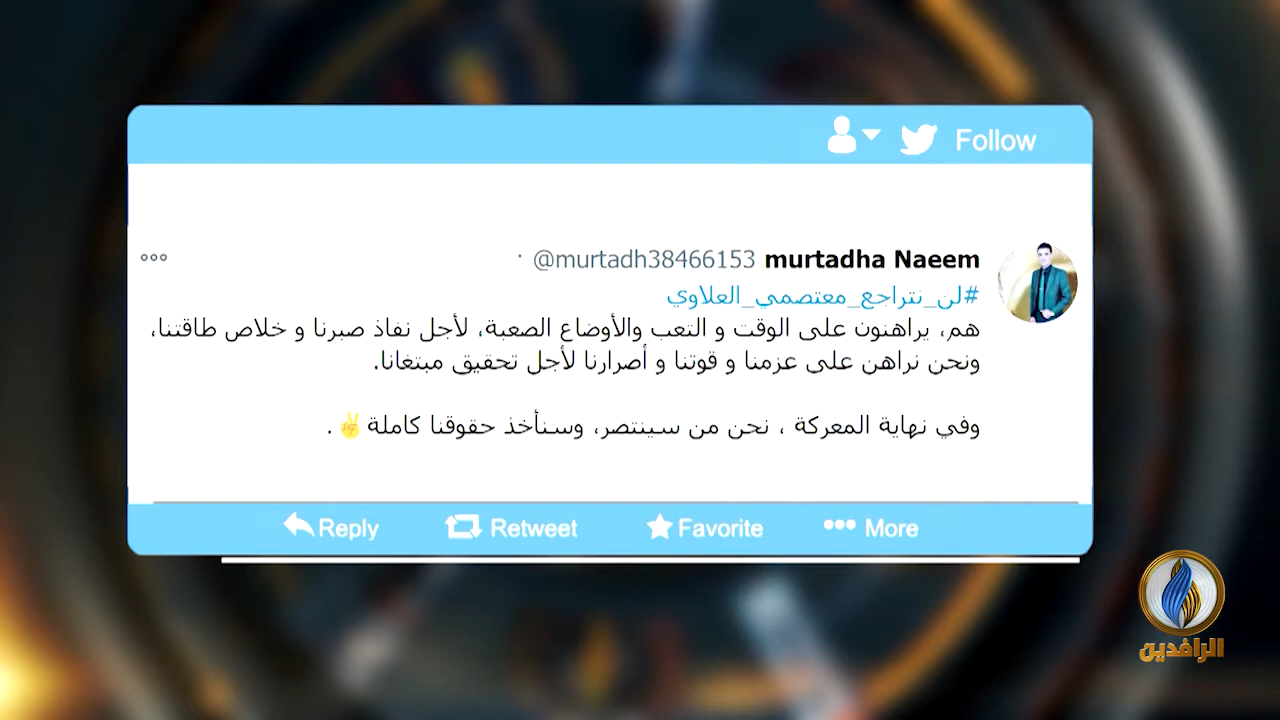 Follow
murtadha Naeem @murtadh38466153 ·
#لن_نتراجع_معتصمي_العلاوي
هم، يراهنون على الوقت و التعب والأوضاع الصعبة، لأجل نفاذ صبرنا و خلاص طاقتنا،
ونحن نراهن على عزمنا و قوتنا و أصرارنا لأجل تحقيق مبتغانا.
وفي نهاية المعركة ، نحن من سينتصر، وسنأخذ حقوقنا كاملة✌️.
Reply Retweet Favorite More
الرافدين